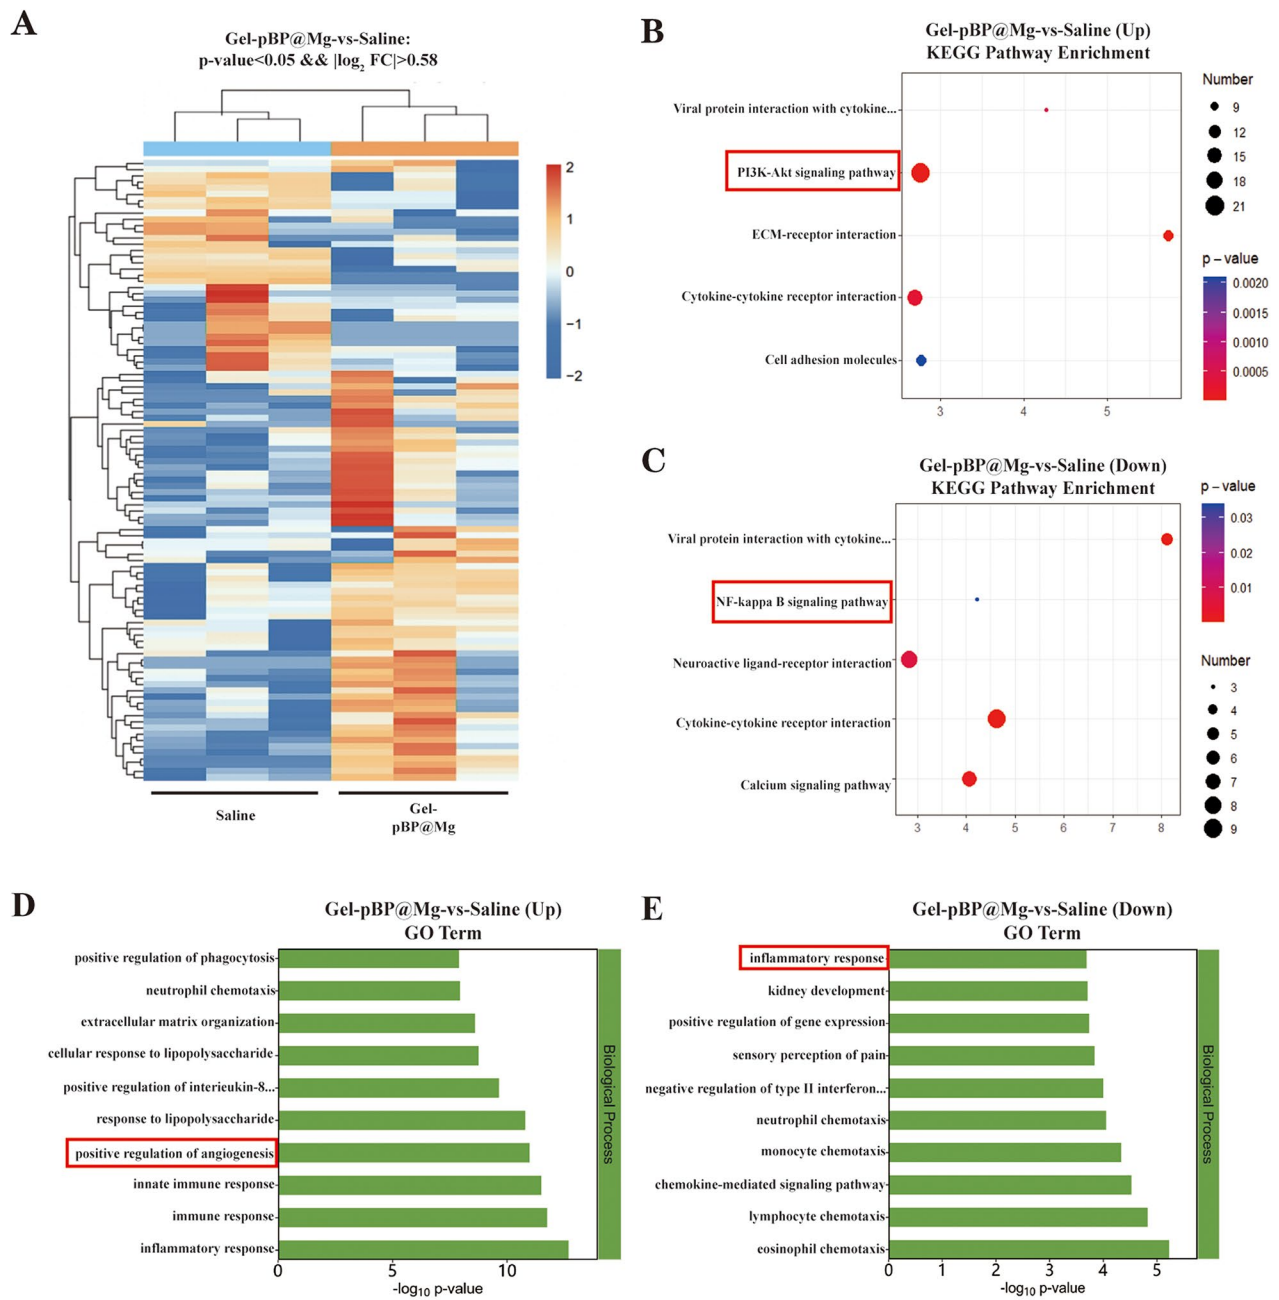 A
Gel-pBP@Mg-vs-Saline:
p-value<0.05 && |log2 FC|>0.58
2
1
0
−1
−2
Saline
Gel-
pBP@Mg
B
Gel-pBP@Mg-vs-Saline (Up)
KEGG Pathway Enrichment
Viral protein interaction with cytokine...
PI3K-Akt signaling pathway
ECM-receptor interaction
Cytokine-cytokine receptor interaction
Cell adhesion molecules
3
4
5
Number
9
12
15
18
21
p – value
0.0020
0.0015
0.0010
0.0005
C
Gel-pBP@Mg-vs-Saline (Down)
KEGG Pathway Enrichment
Viral protein interaction with cytokine...
NF-kappa B signaling pathway
Neuroactive ligand-receptor interaction
Cytokine-cytokine receptor interaction
Calcium signaling pathway
3
4
5
6
7
8
p – value
0.03
0.02
0.01
Number
3
4
5
6
7
8
9
D
Gel-pBP@Mg-vs-Saline (Up)
GO Term
positive regulation of phagocytosis
neutrophil chemotaxis
extracellular matrix organization
cellular response to lipopolysaccharide
positive regulation of interieukin-8...
response to lipopolysaccharide
positive regulation of angiogenesis
innate immune response
immune response
inflammatory response
0
5
10
-log10 p-value
Biological Process
E
Gel-pBP@Mg-vs-Saline (Down)
GO Term
inflammatory response
kidney development
positive regulation of gene expression
sensory perception of pain
negative regulation of type II interferon...
neutrophil chemotaxis
monocyte chemotaxis
chemokine-mediated signaling pathway
lymphocyte chemotaxis
eosinophil chemotaxis
0
1
2
3
4
5
-log10 p-value
Biological Process